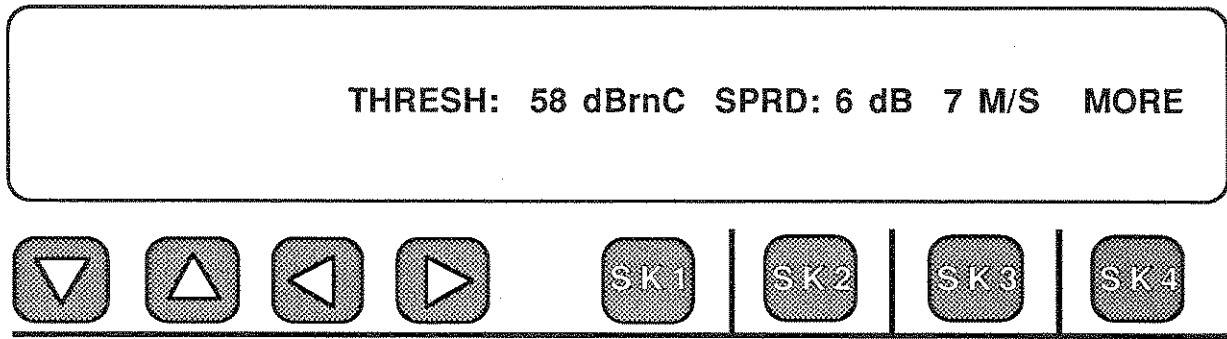 THRESH: 58 dBrnC SPRD: 6 dB 7 M/S MORE
SK1 SK2 SK3 SK4